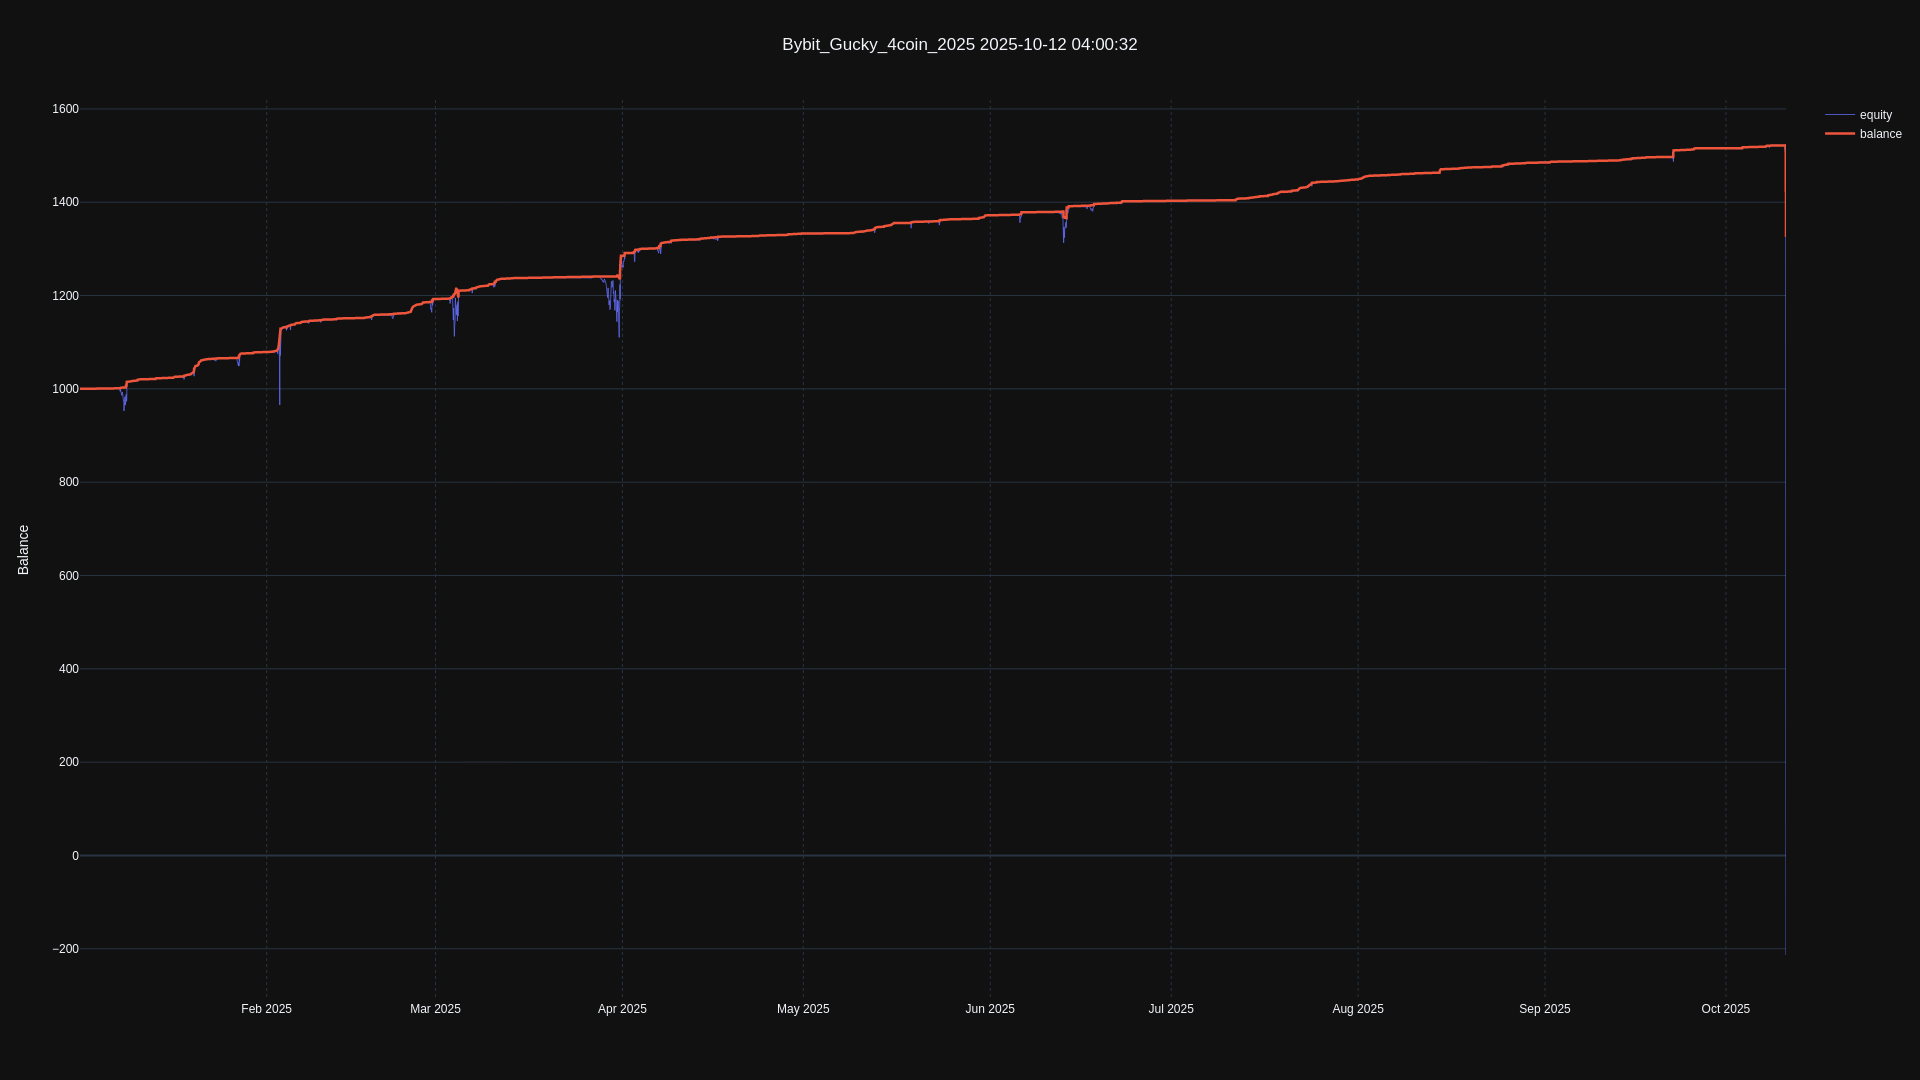 Bybit_Gucky_4coin_2025 2025-10-12 04:00:32
equity
balance
1600
1400
1200
1000
800
600
400
200
0
−200
Balance
Feb 2025
Mar 2025
Apr 2025
May 2025
Jun 2025
Jul 2025
Aug 2025
Sep 2025
Oct 2025